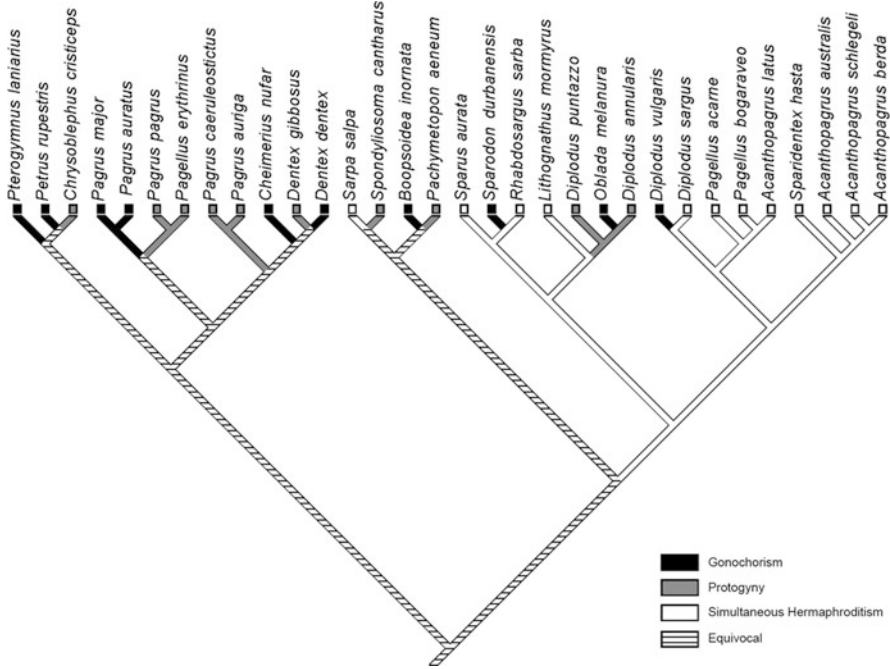 Pterogymnus laniarius
Petrus rupestris
Chrysoblephus cristiceps
Pagrus major
Pagrus auratus
Pagrus pagrus
Pagellus erythrinus
Pagrus caeruleostictus
Pagrus auriga
Cheimerius nufar
Dentex gibbosus
Dentex dentex
Sarpa salpa
Spondyliosoma cantharus
Boopsoidea inornata
Pachymetopon aeneum
Sparus aurata
Sparodon durbanensis
Rhabdosargus sarba
Lithognathus mormyrus
Diplodus puntazzo
Oblada melanura
Diplodus annularis
Diplodus vulgaris
Diplodus sargus
Pagellus acarne
Pagellus bogaraveo
Acanthopagrus latus
Sparidentex hasta
Acanthopagrus australis
Acanthopagrus schlegeli
Acanthopagrus berda
Gonochorism
Protogyny
Simultaneous Hermaphroditism
Equivocal